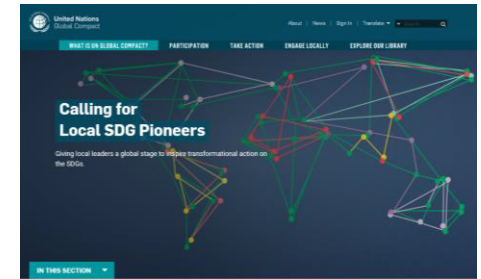 United Nations
Global Compact
About | News | Sign In | Translate
Search
WHAT IS UN GLOBAL COMPACT? PARTICIPATION TAKE ACTION ENGAGE LOCALLY EXPLORE OUR LIBRARY
Calling for
Local SDG Pioneers
Giving local leaders a global stage to inspire transformational action on
the SDGs.
IN THIS SECTION